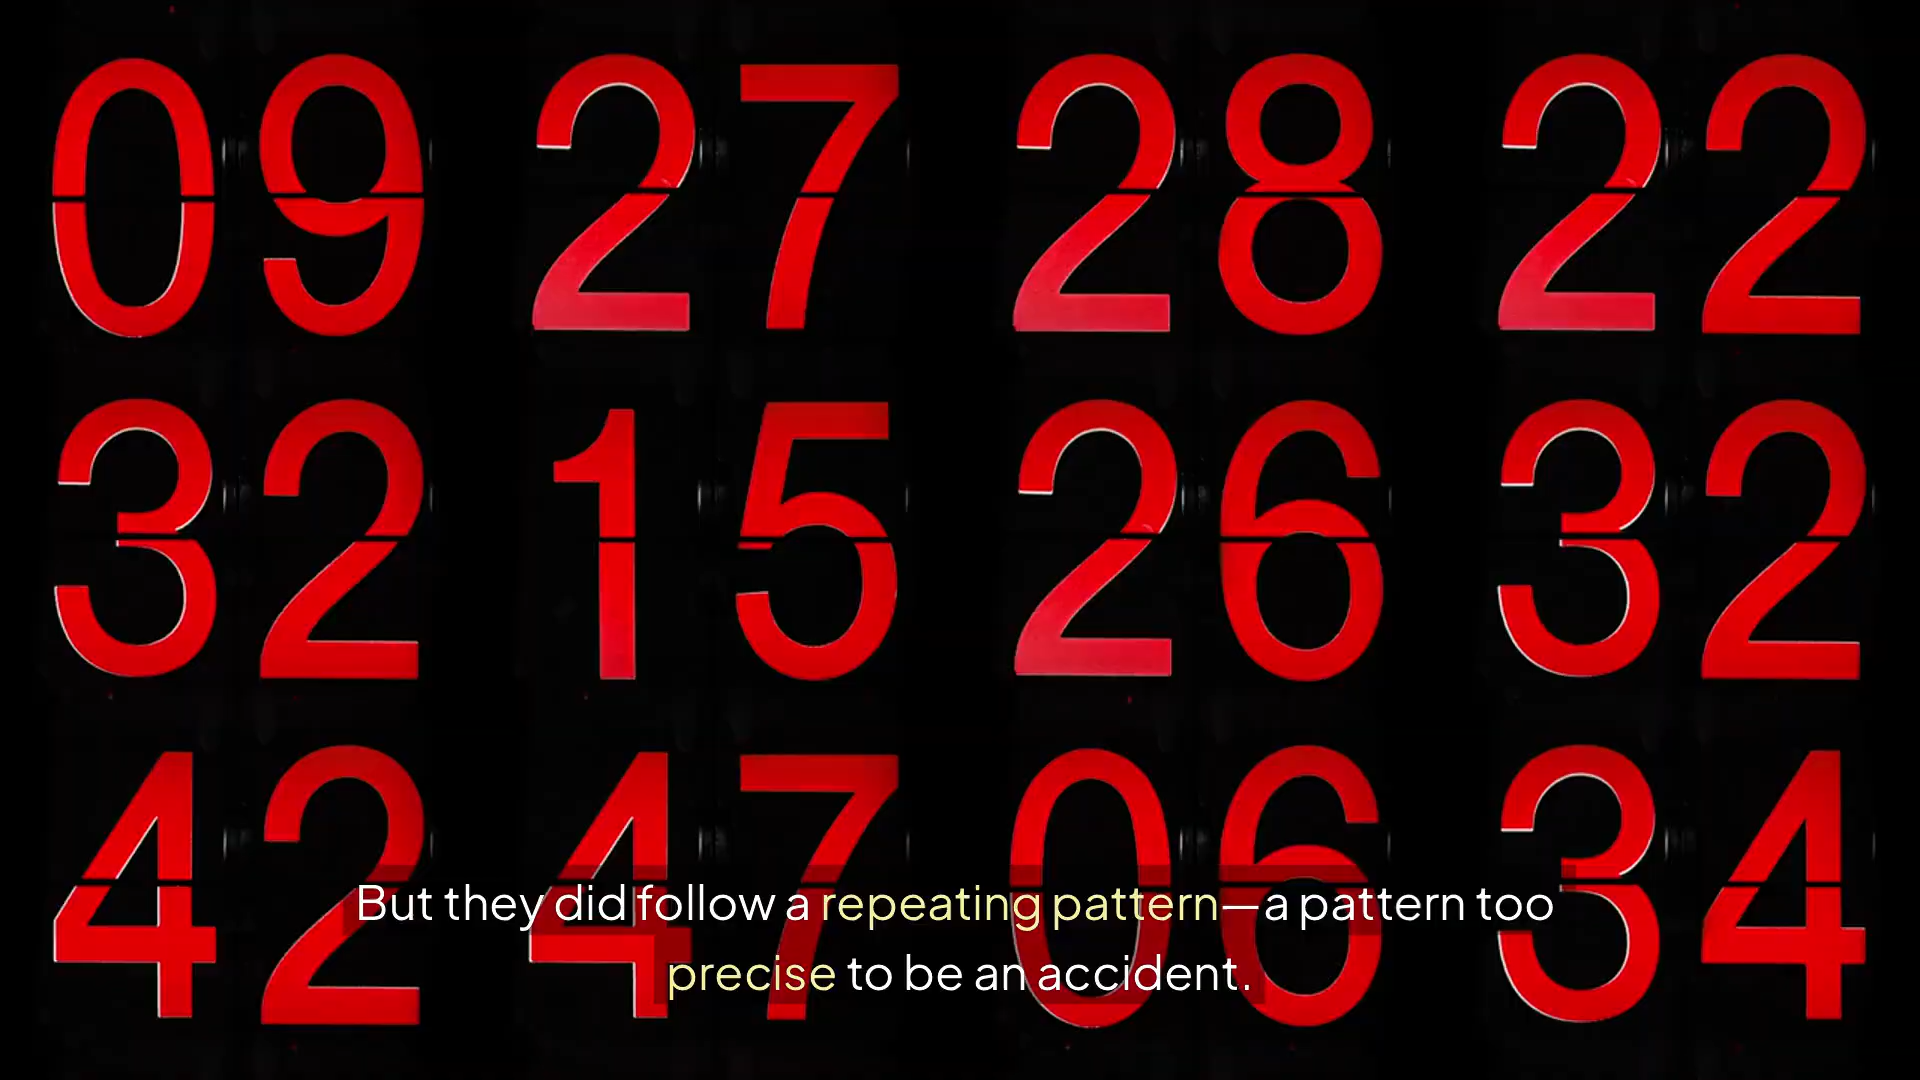 09 27 28 22
32 15 26 32
42 47 06 34
But they did follow a repeating pattern—a pattern too
precise to be an accident.